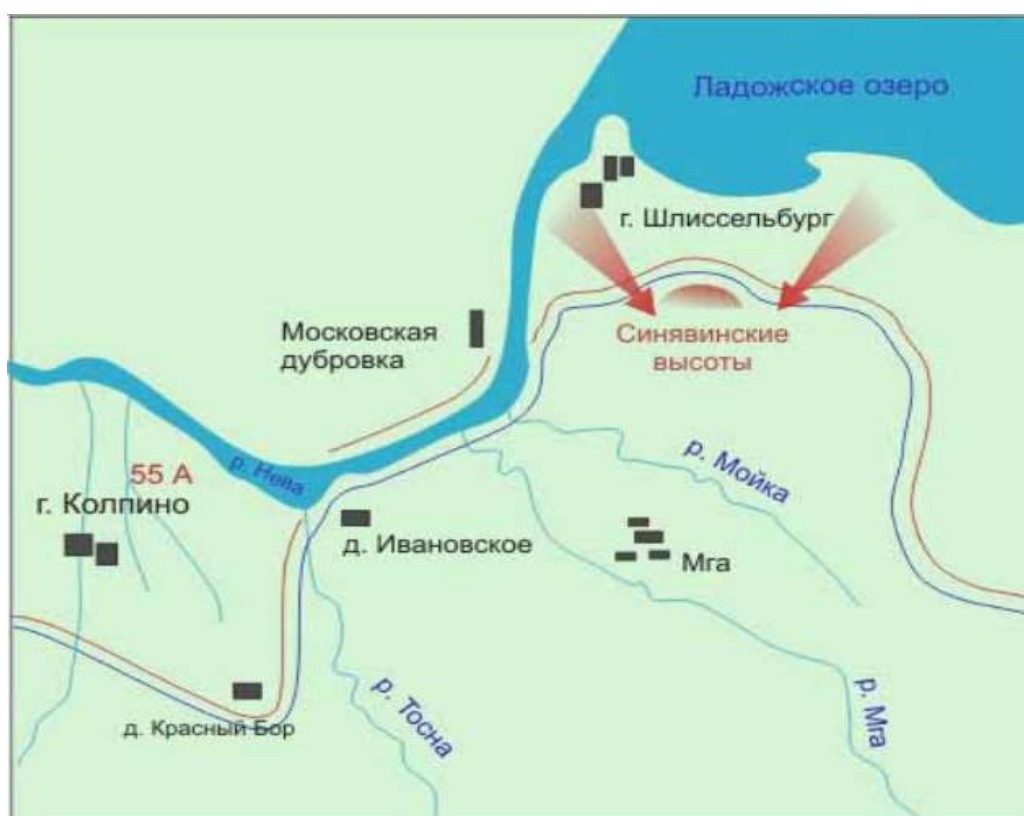 Ладожское озеро
г. Шлиссельбург
Московская
дубровка
Синявинские
высоты
р. Нева
55 А
г. Колпино
р. Мойка
д. Ивановское
Мга
р. Тосна
р. Мга
д. Красный Бор